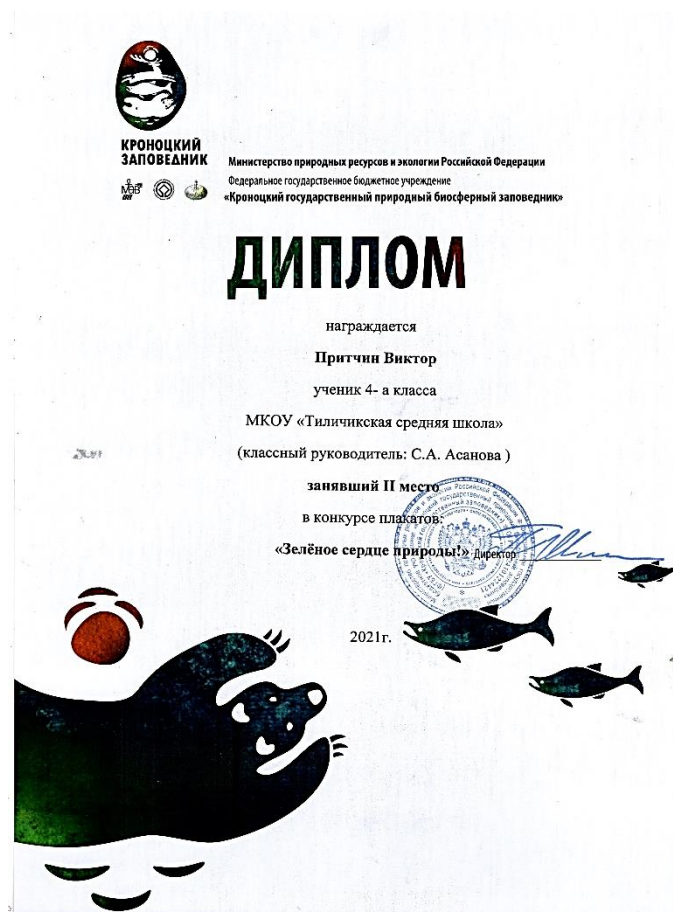 КРОНОЦКИЙ
ЗАПОВЕДНИК
Министерство природных ресурсов и экологии Российской Федерации
Федеральное государственное бюджетное учреждение
«Кроноцкий государственный природный биосферный заповедник»
ДИПЛОМ
награждается
Притчин Виктор
ученик 4- а класса
МКОУ «Тиличикская средняя школа»
(классный руководитель: С.А. Асанова )
занявший II место
в конкурсе плакатов:
«Зелёное сердце природы!» Директор
2021г.